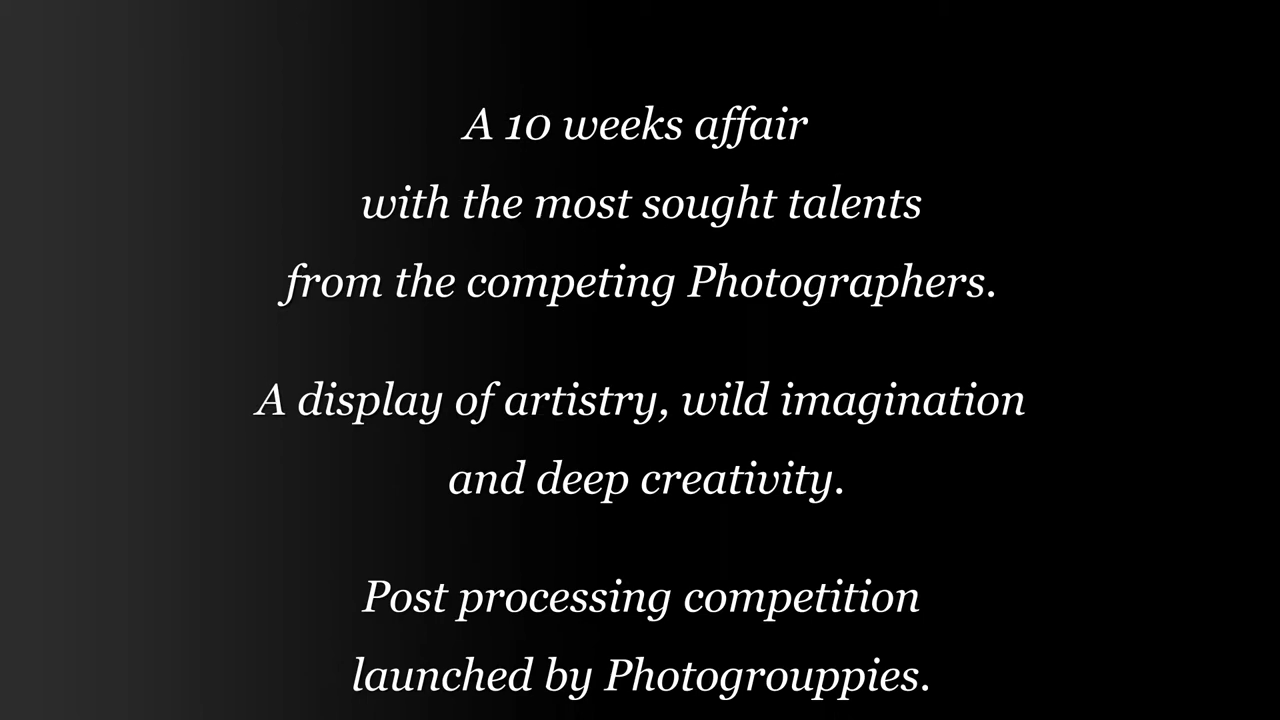 A 10 weeks affair
with the most sought talents
from the competing Photographers.
A display of artistry, wild imagination
and deep creativity.
Post processing competition
launched by Photogrouppies.